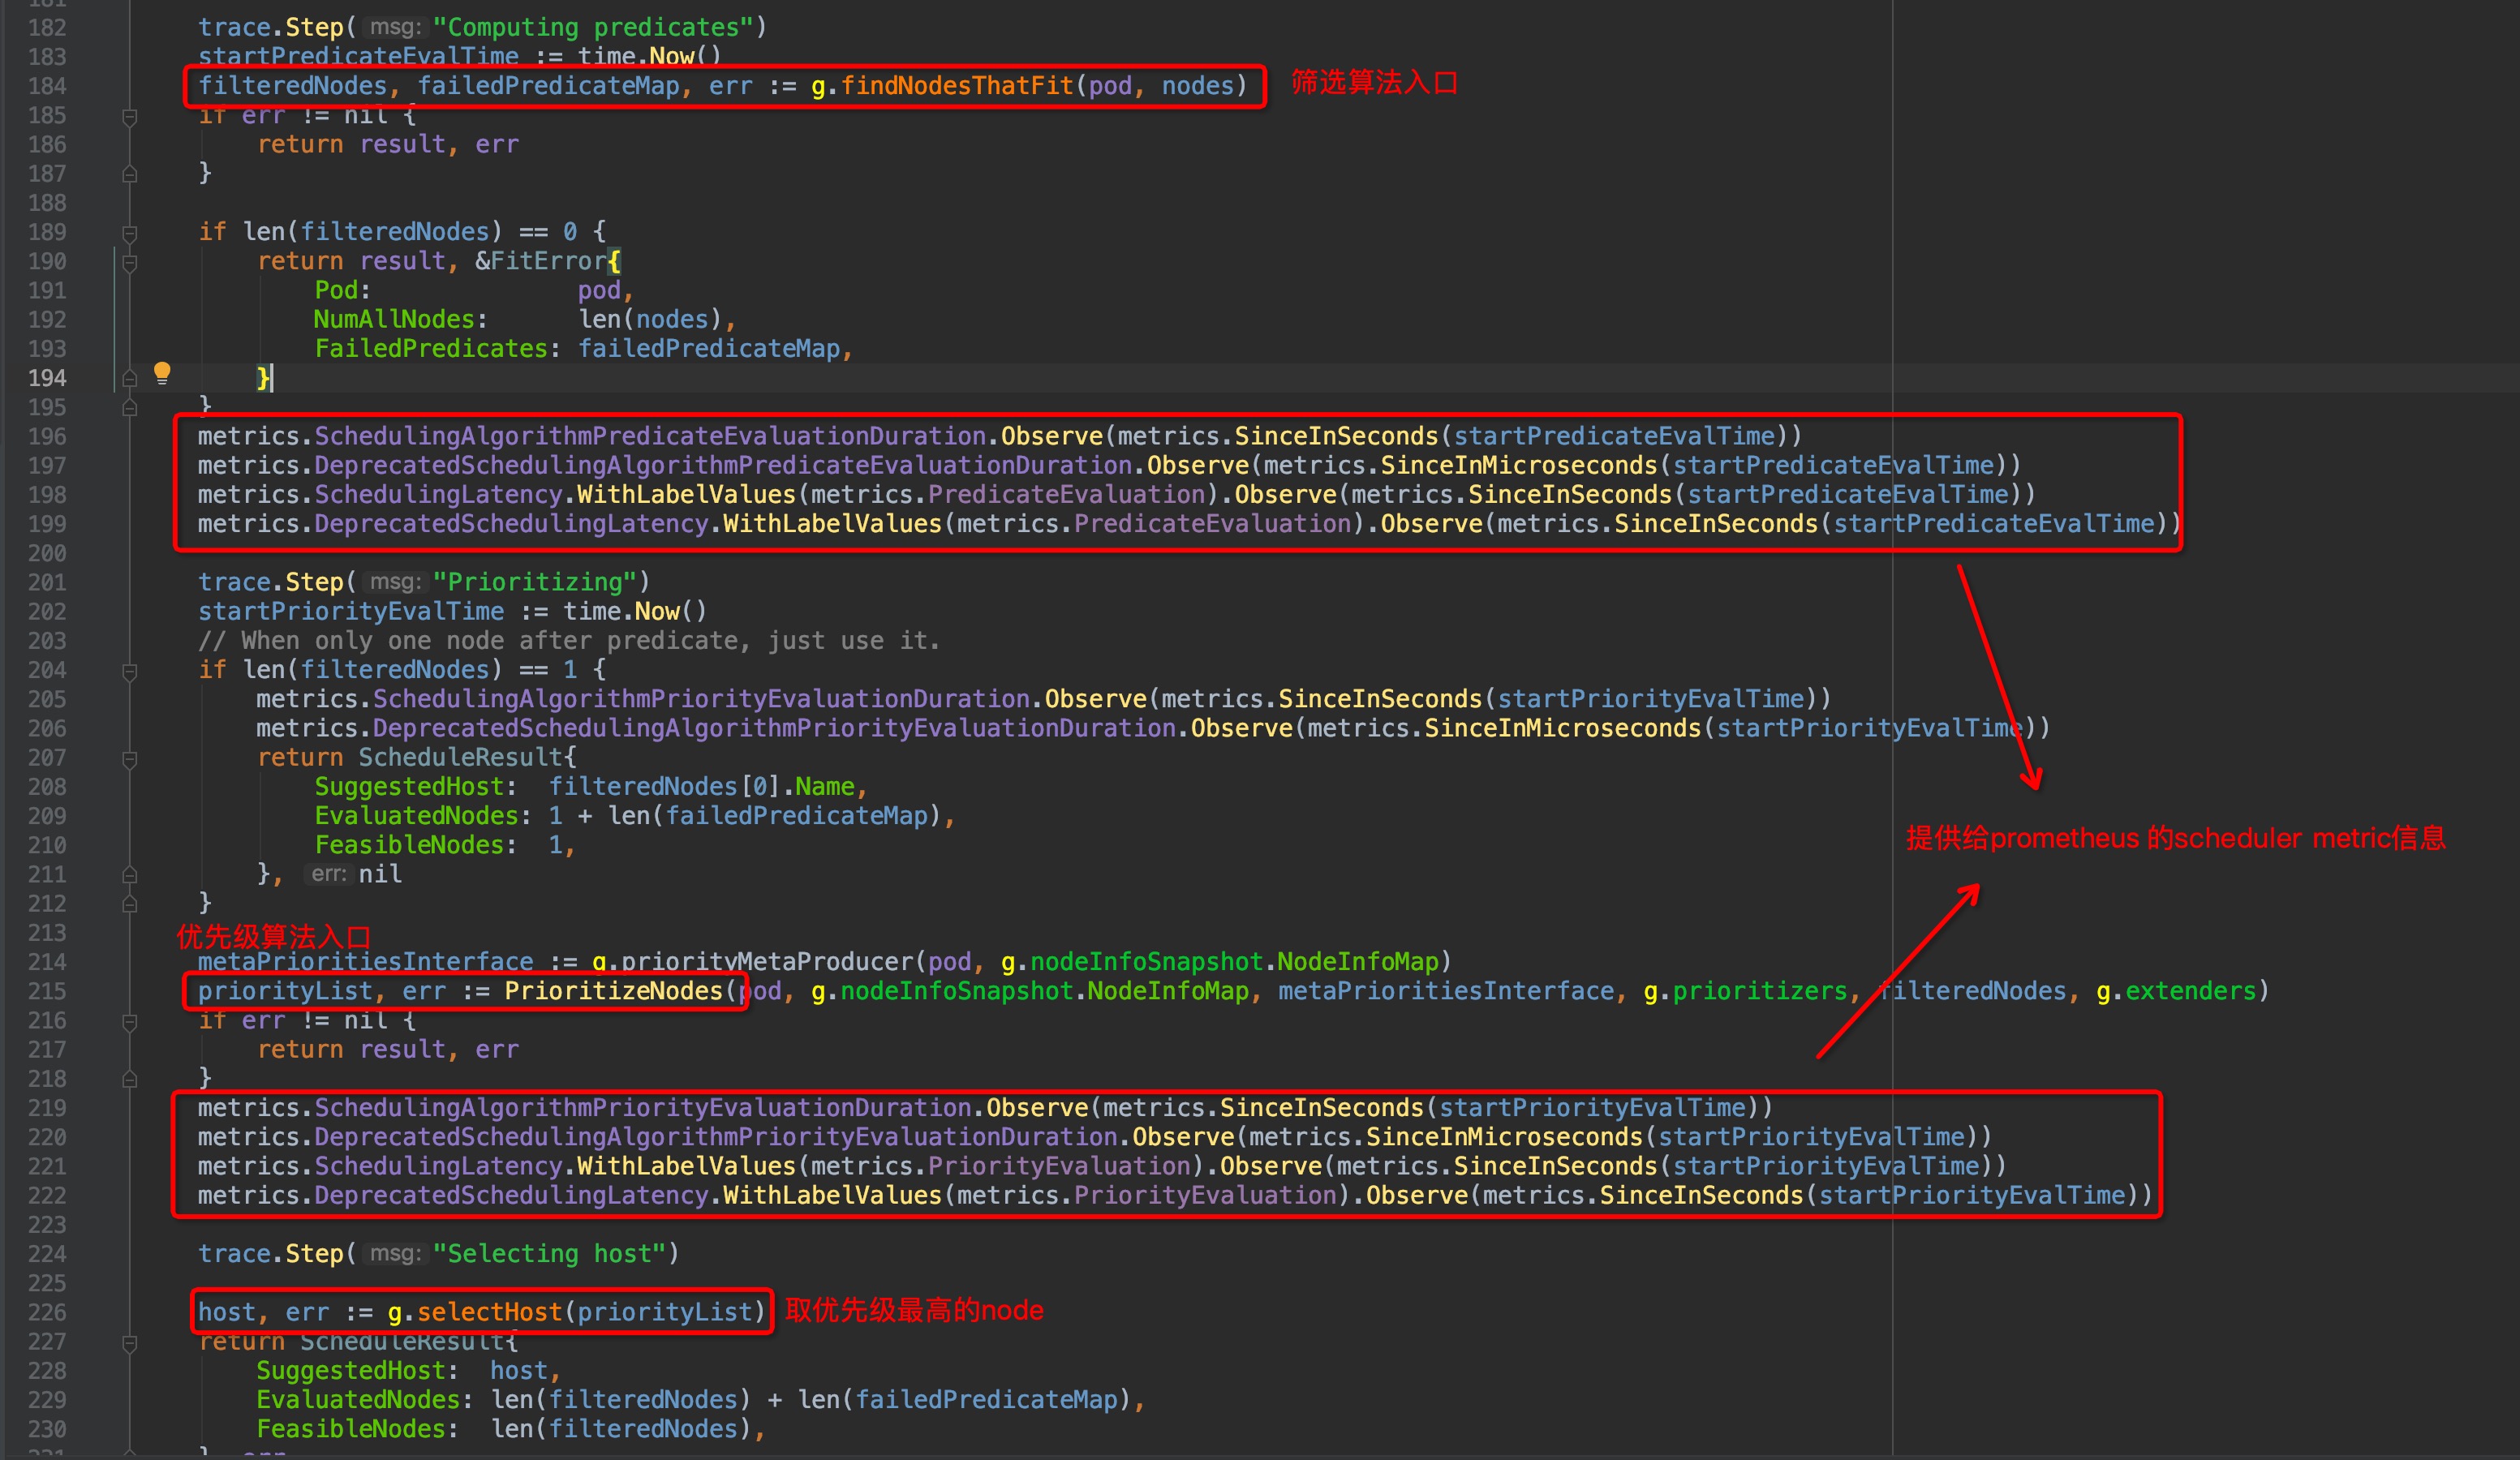 182 trace.Step( msg: "Computing predicates")
183 startPredicateEvalTime := time.Now()
184 filteredNodes, failedPredicateMap, err := g.findNodesThatFit(pod, nodes) 筛选算法入口
185 if err != nil {
186 return result, err
187 }
188
189 if len(filteredNodes) == 0 {
190 return result, &FitError{
191 Pod: pod,
192 NumAllNodes: len(nodes),
193 FailedPredicates: failedPredicateMap,
194 }
195 }
196 metrics.SchedulingAlgorithmPredicateEvaluationDuration.Observe(metrics.SinceInSeconds(startPredicateEvalTime))
197 metrics.DeprecatedSchedulingAlgorithmPredicateEvaluationDuration.Observe(metrics.SinceInMicroseconds(startPredicateEvalTime))
198 metrics.SchedulingLatency.WithLabelValues(metrics.PredicateEvaluation).Observe(metrics.SinceInSeconds(startPredicateEvalTime))
199 metrics.DeprecatedSchedulingLatency.WithLabelValues(metrics.PredicateEvaluation).Observe(metrics.SinceInSeconds(startPredicateEvalTime))
200
201 trace.Step( msg: "Prioritizing")
202 startPriorityEvalTime := time.Now()
203 // When only one node after predicate, just use it.
204 if len(filteredNodes) == 1 {
205 metrics.SchedulingAlgorithmPriorityEvaluationDuration.Observe(metrics.SinceInSeconds(startPriorityEvalTime))
206 metrics.DeprecatedSchedulingAlgorithmPriorityEvaluationDuration.Observe(metrics.SinceInMicroseconds(startPriorityEvalTime))
207 return ScheduleResult{
208 SuggestedHost: filteredNodes[0].Name,
209 EvaluatedNodes: 1 + len(failedPredicateMap),
提供给prometheus 的scheduler metric信息
210 FeasibleNodes: 1,
211 }, err: nil
212 }
213 优先级算法入口
214 metaPrioritiesInterface := g.priorityMetaProducer(pod, g.nodeInfoSnapshot.NodeInfoMap)
215 priorityList, err := PrioritizeNodes(pod, g.nodeInfoSnapshot.NodeInfoMap, metaPrioritiesInterface, g.prioritizers, filteredNodes, g.extenders)
216 if err != nil {
217 return result, err
218 }
219 metrics.SchedulingAlgorithmPriorityEvaluationDuration.Observe(metrics.SinceInSeconds(startPriorityEvalTime))
220 metrics.DeprecatedSchedulingAlgorithmPriorityEvaluationDuration.Observe(metrics.SinceInMicroseconds(startPriorityEvalTime))
221 metrics.SchedulingLatency.WithLabelValues(metrics.PriorityEvaluation).Observe(metrics.SinceInSeconds(startPriorityEvalTime))
222 metrics.DeprecatedSchedulingLatency.WithLabelValues(metrics.PriorityEvaluation).Observe(metrics.SinceInSeconds(startPriorityEvalTime))
223
224 trace.Step( msg: "Selecting host")
225
226 host, err := g.selectHost(priorityList) 取优先级最高的node
227 return ScheduleResult{
228 SuggestedHost: host,
229 EvaluatedNodes: len(filteredNodes) + len(failedPredicateMap),
230 FeasibleNodes: len(filteredNodes),